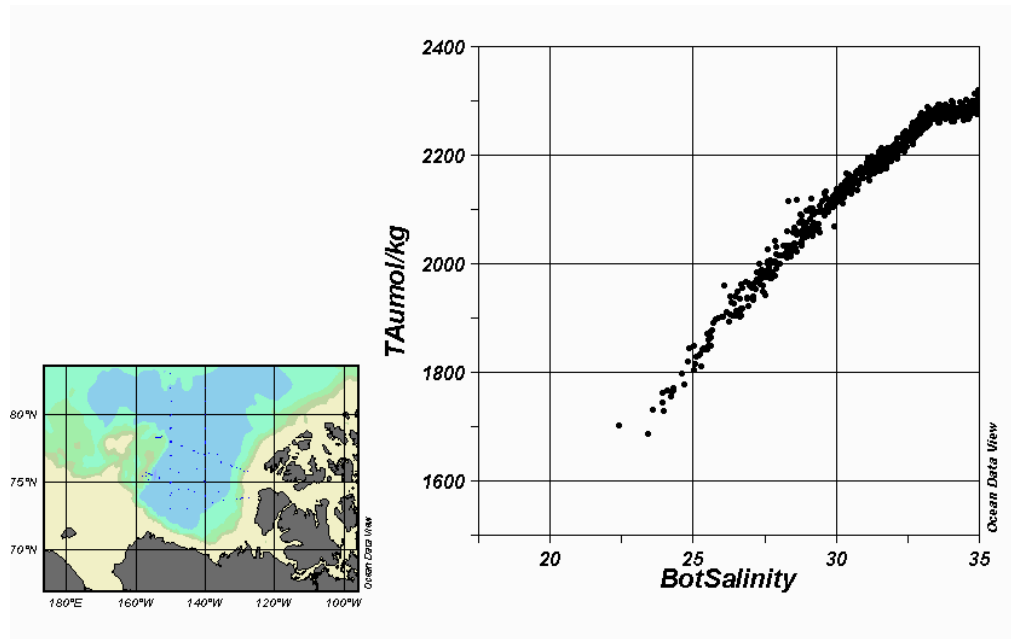 2400
2200
2000
1800
1600
TAumol/kg
20
25
30
35
BotSalinity
Ocean Data View
80°N
75°N
70°N
180°E
160°W
140°W
120°W
100°W
Ocean Data View